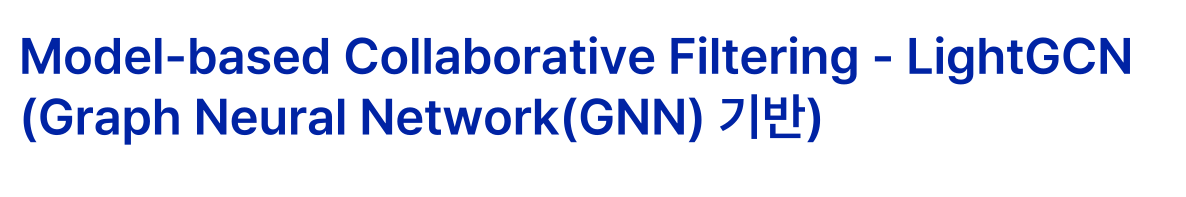 Model-based Collaborative Filtering - LightGCN
(Graph Neural Network(GNN) 기반)